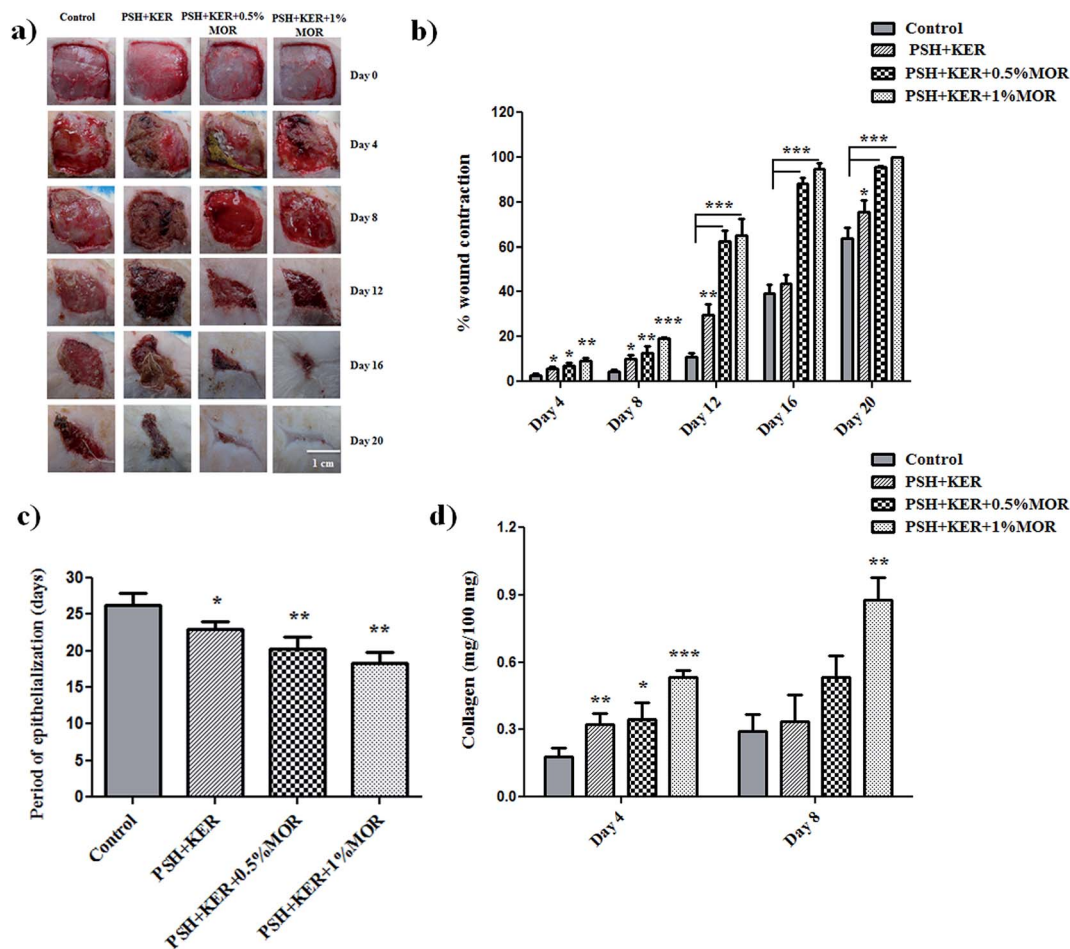 a)
Control PSH+KER PSH+KER+0.5% PSH+KER+1%
MOR MOR
Day 0
Day 4
Day 8
Day 12
Day 16
Day 20
1 cm
b)
Control
PSH+KER
PSH+KER+0.5%MOR
PSH+KER+1%MOR
% wound contraction
120
100
80
60
40
20
0
* * **
* ** ***
** ***
***
* ***
Day 4 Day 8 Day 12 Day 16 Day 20
c)
Period of epithelialization (days)
30
25
20
15
10
5
0
* ** **
Control PSH+KER PSH+KER+0.5%MOR PSH+KER+1%MOR
d)
Control
PSH+KER
PSH+KER+0.5%MOR
PSH+KER+1%MOR
Collagen (mg/100 mg)
1.2
0.9
0.6
0.3
0.0
** * ***
**
Day 4 Day 8